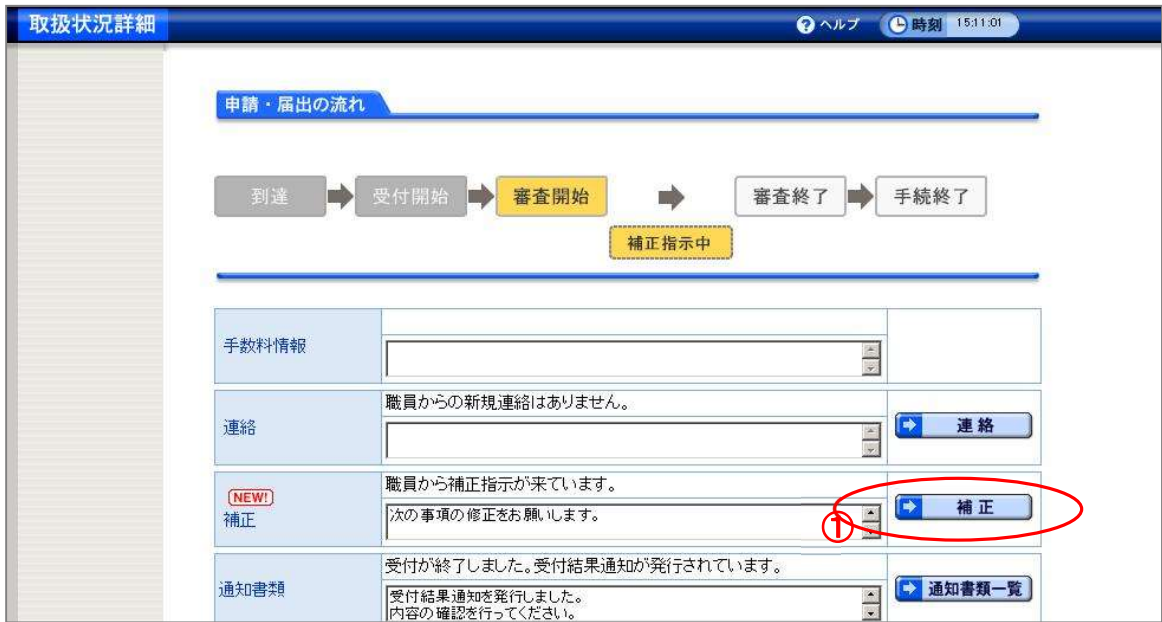 取扱状況詳細
? ヘルプ 時刻 15:11:01
申請・届出の流れ
到達 受付開始 審査開始 審査終了 手続終了
補正指示中
手数料情報
職員からの新規連絡はありません。
連絡
連絡
職員から補正指示が来ています。
NEW!
補正
次の事項の修正をお願いします。
①
補正
受付が終了しました。受付結果通知が発行されています。
通知書類
受付結果通知を発行しました。
内容の確認を行ってください。
通知書類一覧